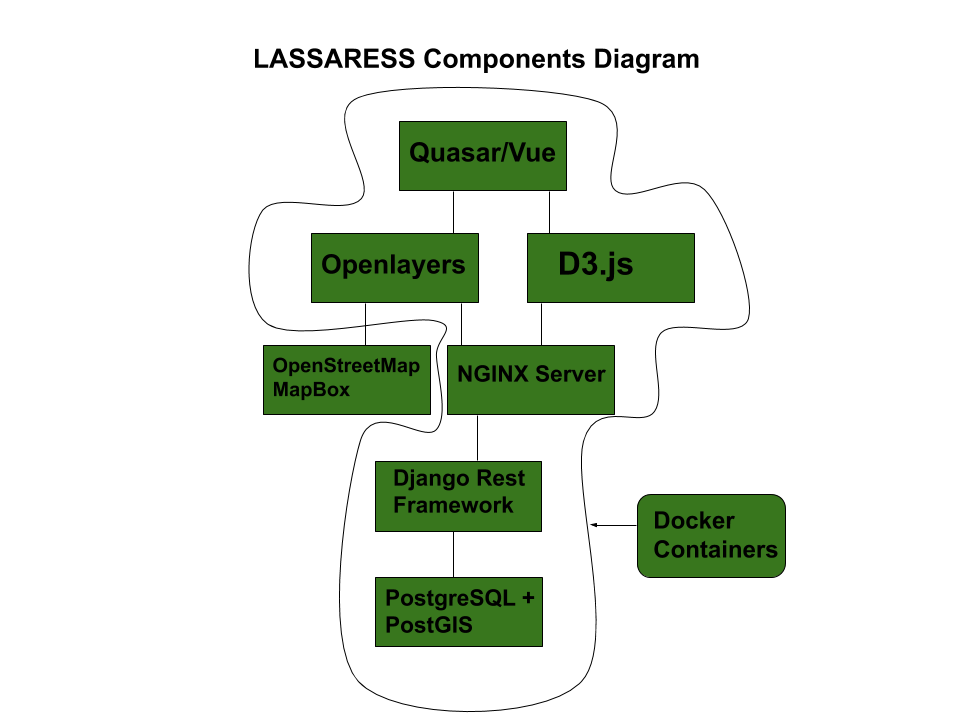 LASSARESS Components Diagram
Quasar/Vue
Openlayers
D3.js
OpenStreetMap
MapBox
NGINX Server
Django Rest
Framework
Docker
Containers
PostgreSQL +
PostGIS